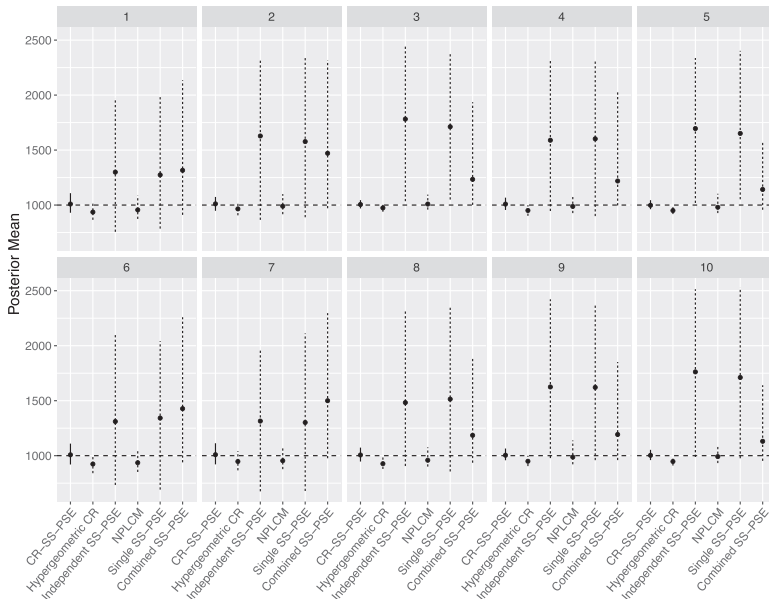 1 2 3 4 5
2500
2000
1500
1000
Posterior Mean
6 7 8 9 10
2500
2000
1500
1000
CR−SS−PSE Hypergeometric CR Independent SS−PSE NPLCM Single SS−PSE Combined SS−PSE
CR−SS−PSE Hypergeometric CR Independent SS−PSE NPLCM Single SS−PSE Combined SS−PSE
CR−SS−PSE Hypergeometric CR Independent SS−PSE NPLCM Single SS−PSE Combined SS−PSE
CR−SS−PSE Hypergeometric CR Independent SS−PSE NPLCM Single SS−PSE Combined SS−PSE
CR−SS−PSE Hypergeometric CR Independent SS−PSE NPLCM Single SS−PSE Combined SS−PSE